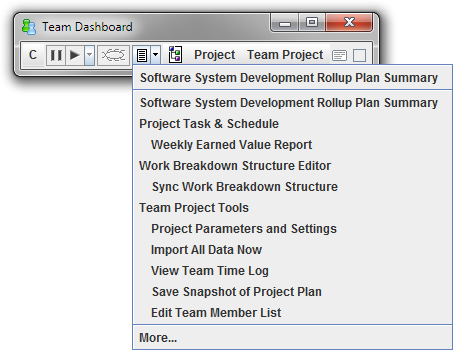 Team Dashboard
C Project Team Project
Software System Development Rollup Plan Summary
Software System Development Rollup Plan Summary
Project Task & Schedule
Weekly Earned Value Report
Work Breakdown Structure Editor
Sync Work Breakdown Structure
Team Project Tools
Project Parameters and Settings
Import All Data Now
View Team Time Log
Save Snapshot of Project Plan
Edit Team Member List
More...